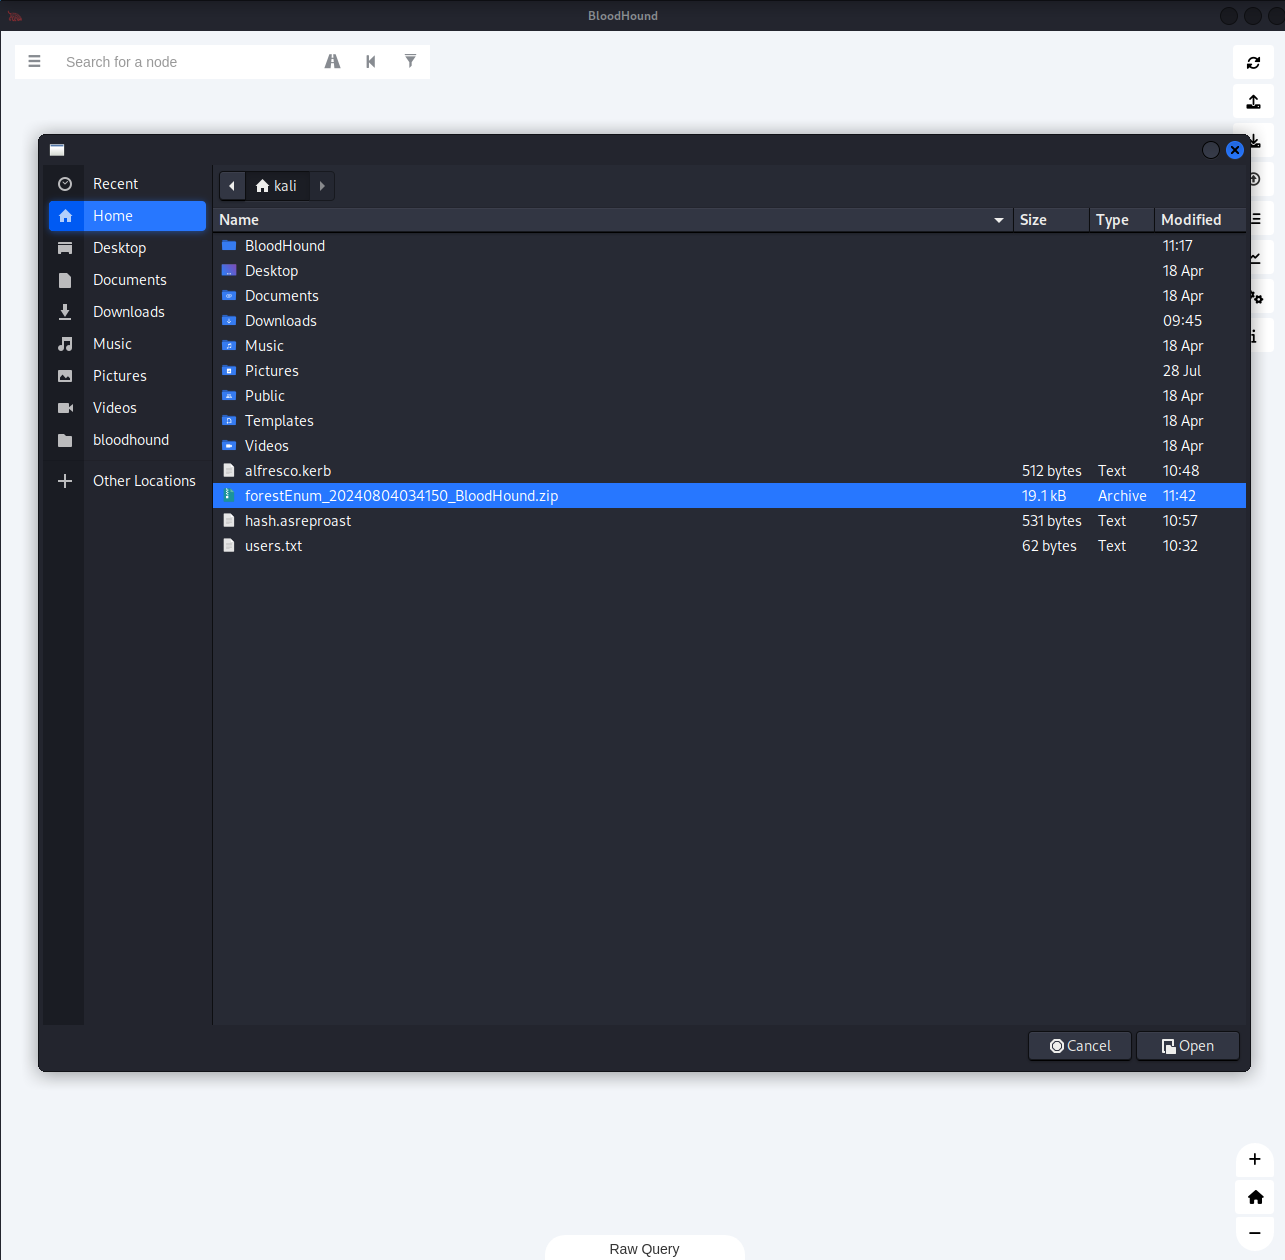 BloodHound
Search for a node
kali
Recent
Home
Desktop
Documents
Downloads
Music
Pictures
Videos
bloodhound
Other Locations
Name Size Type Modified
BloodHound 11:17
Desktop 18 Apr
Documents 18 Apr
Downloads 09:45
Music 18 Apr
Pictures 28 Jul
Public 18 Apr
Templates 18 Apr
Videos 18 Apr
alfresco.kerb 512 bytes Text 10:48
forestEnum_20240804034150_BloodHound.zip 19.1 kB Archive 11:42
hash.asreproast 531 bytes Text 10:57
users.txt 62 bytes Text 10:32
Cancel Open
Raw Query